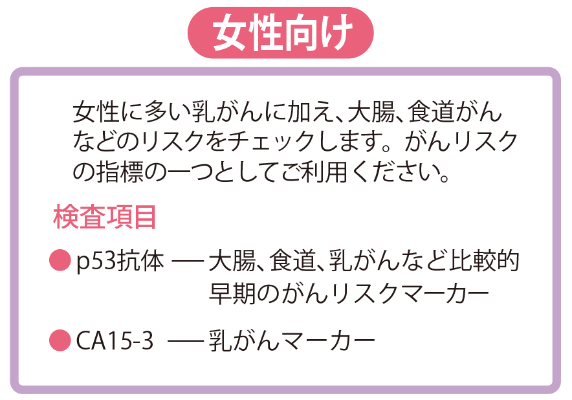 女性向け
女性に多い乳がんに加え、大腸、食道がん
などのリスクをチェックします。がんリスク
の指標の一つとしてご利用ください。
検査項目
● p53抗体 ── 大腸、食道、乳がんなど比較的
早期のがんリスクマーカー
● CA15-3 ── 乳がんマーカー